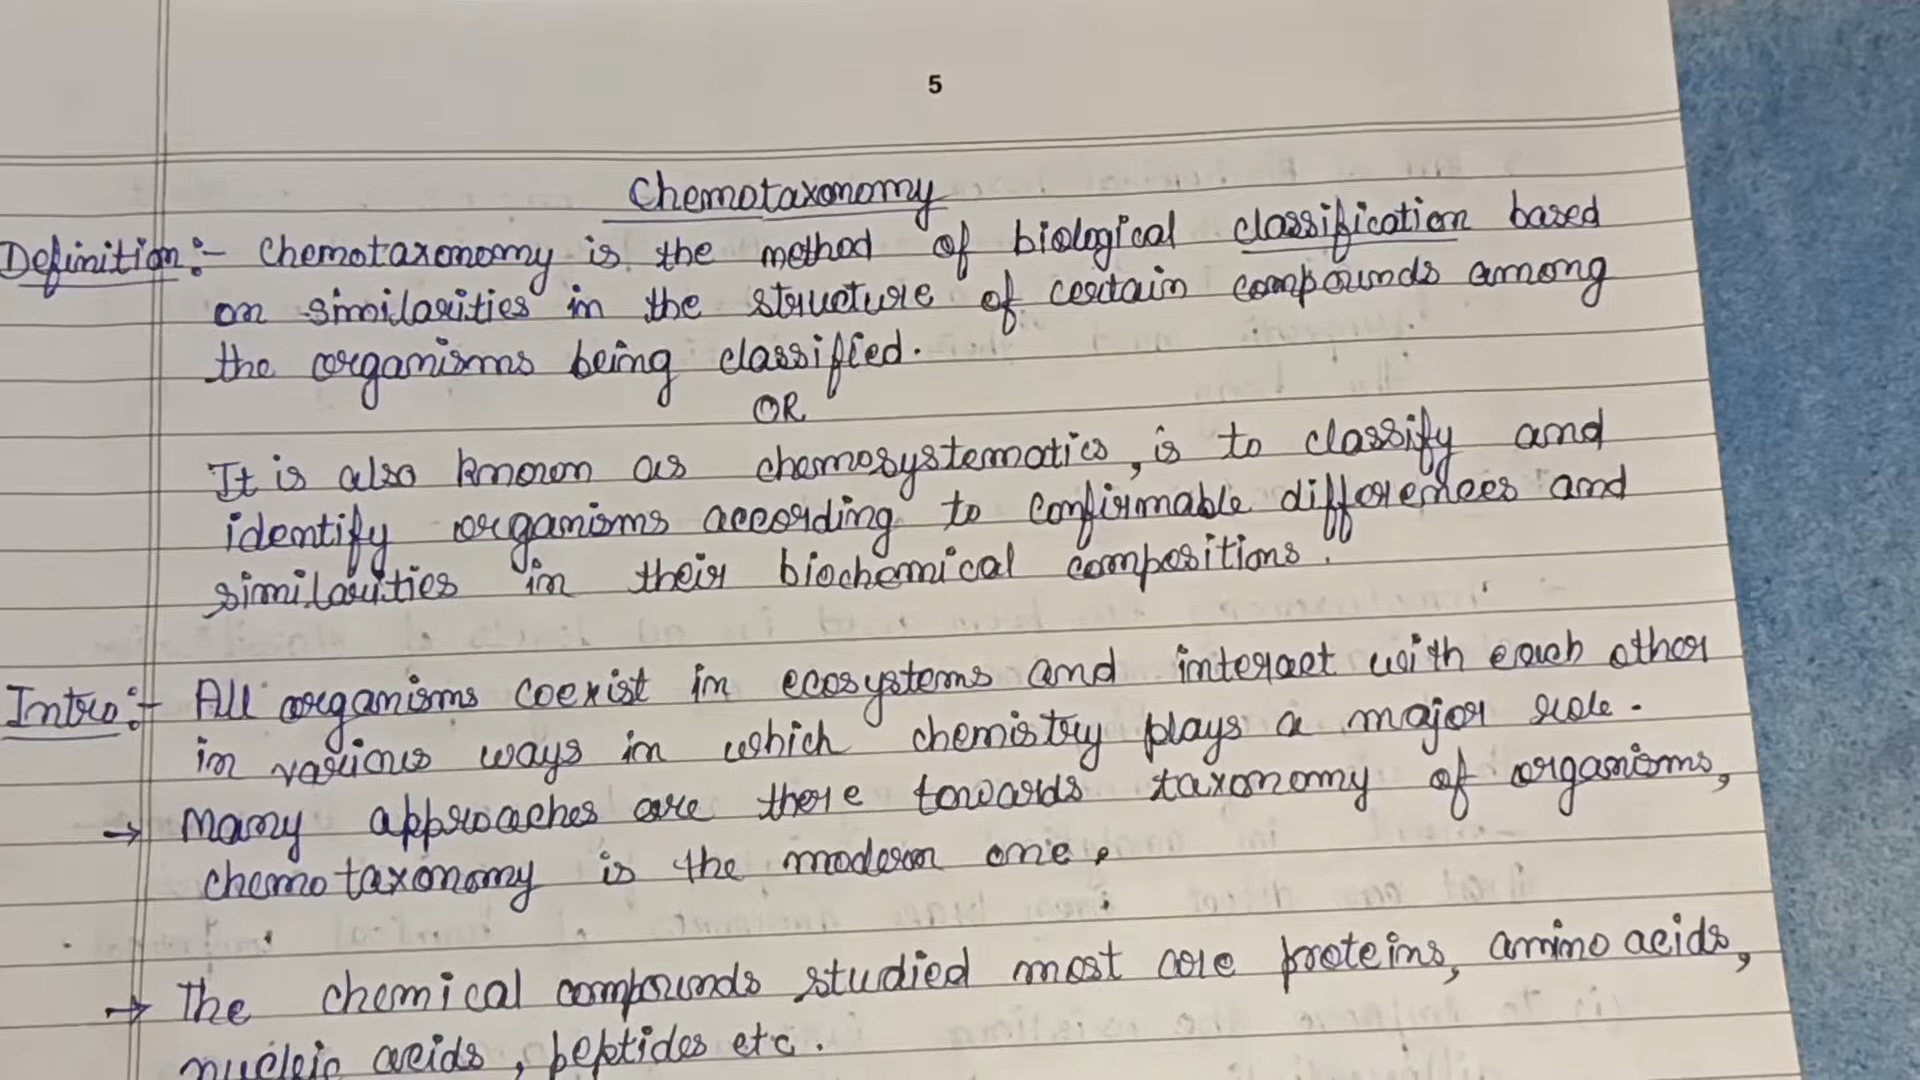 5
Chemotaxonomy
Definition:- Chemotaxonomy is the method of biological classification based
on similarities in the structure of certain compounds among
the organisms being classified.
OR
It is also known as chemosystematics, is to classify and
identify organisms according to confirmable differences and
similarities in their biochemical compositions.
Intro:- All organisms coexist in ecosystems and interact with each other
in various ways in which chemistry plays a major role.
→ Many approaches are there towards taxonomy of organisms,
chemotaxonomy is the modern one.
→ The chemical compounds studied most are proteins, amino acids,
nucleic acids, peptides etc.